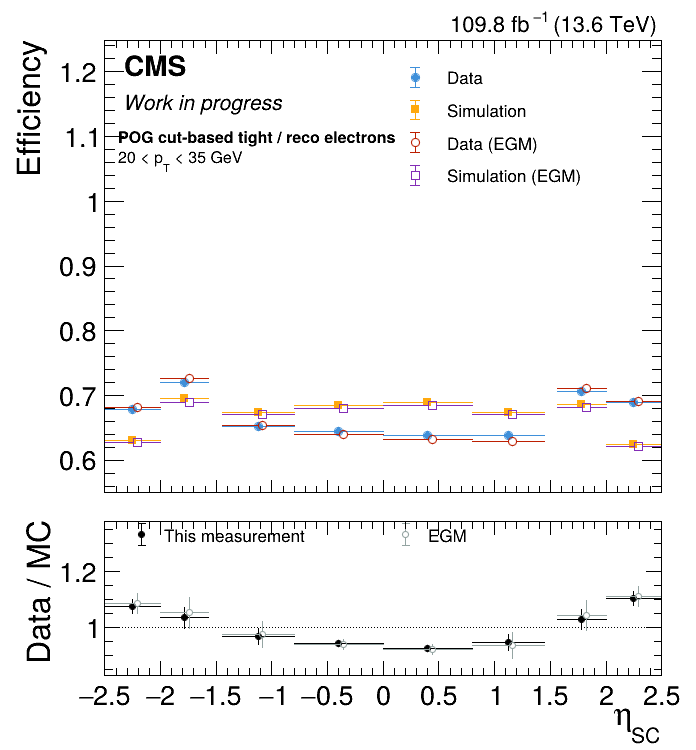 109.8 fb⁻¹ (13.6 TeV)
Efficiency
CMS
Work in progress
POG cut-based tight / reco electrons
20 < p_T < 35 GeV
Data
Simulation
Data (EGM)
Simulation (EGM)
1.2
1.1
1
0.9
0.8
0.7
0.6
Data / MC
This measurement
EGM
1.2
1
−2.5 −2 −1.5 −1 −0.5 0 0.5 1 1.5 2 2.5
η_SC